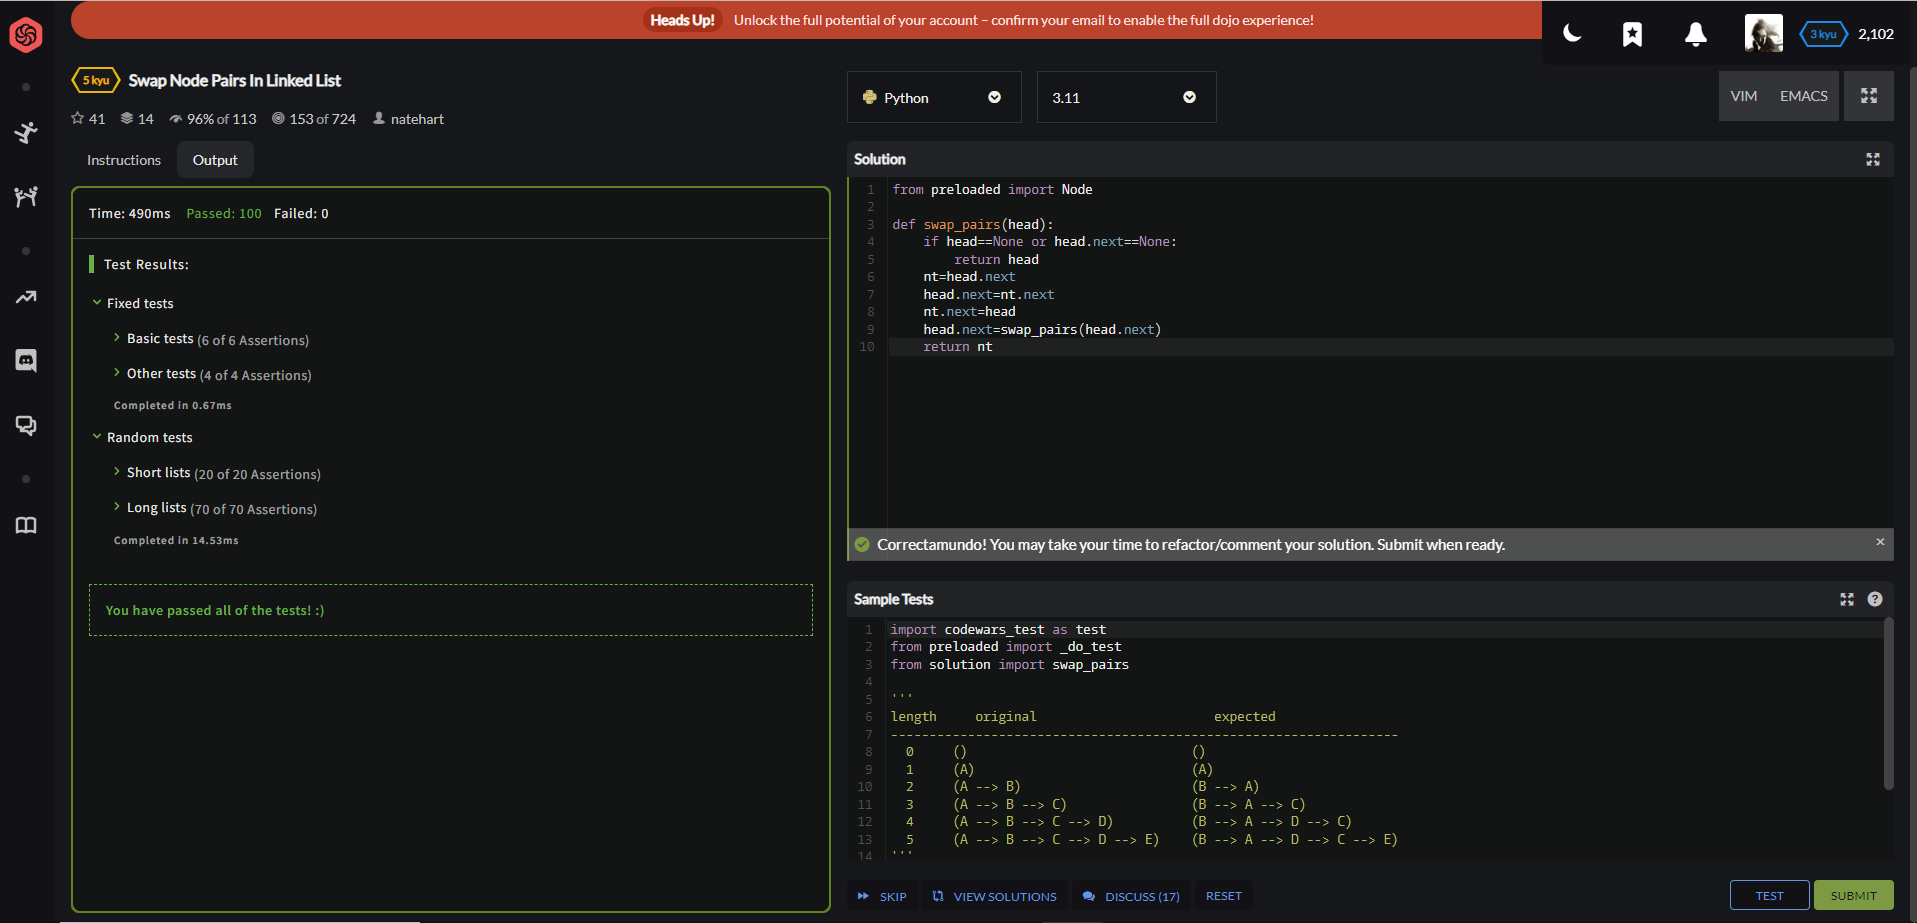 Heads Up! Unlock the full potential of your account – confirm your email to enable the full dojo experience!
3 kyu 2,102
5 kyu Swap Node Pairs In Linked List
41 14 96% of 113 153 of 724 natehart
Instructions Output
Time: 490ms Passed: 100 Failed: 0
Test Results:
Fixed tests
Basic tests (6 of 6 Assertions)
Other tests (4 of 4 Assertions)
Completed in 0.67ms
Random tests
Short lists (20 of 20 Assertions)
Long lists (70 of 70 Assertions)
Completed in 14.53ms
You have passed all of the tests! :)
Python 3.11 VIM EMACS
Solution
1 from preloaded import Node
2
3 def swap_pairs(head):
4     if head==None or head.next==None:
5         return head
6     nt=head.next
7     head.next=nt.next
8     nt.next=head
9     head.next=swap_pairs(head.next)
10     return nt
Correctamundo! You may take your time to refactor/comment your solution. Submit when ready. ×
Sample Tests ?
1 import codewars_test as test
2 from preloaded import _do_test
3 from solution import swap_pairs
4
5 '''
6 length     original                       expected
7 ------------------------------------------------------------------
8   0     ()                             ()
9   1     (A)                            (A)
10   2     (A --> B)                      (B --> A)
11   3     (A --> B --> C)                (B --> A --> C)
12   4     (A --> B --> C --> D)          (B --> A --> D --> C)
13   5     (A --> B --> C --> D --> E)    (B --> A --> D --> C --> E)
14 '''
SKIP VIEW SOLUTIONS DISCUSS (17) RESET TEST SUBMIT